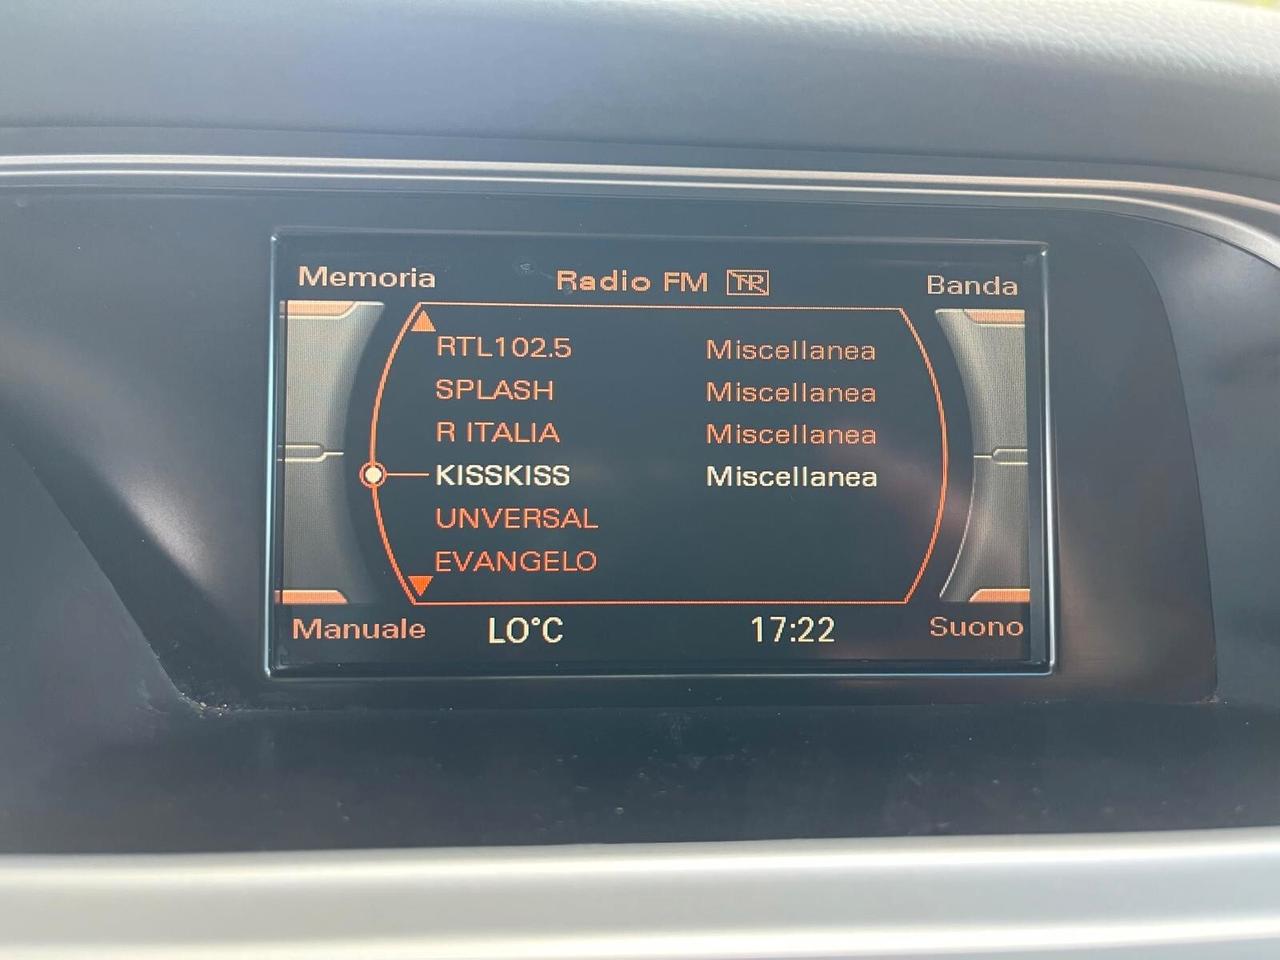 Memoria Radio FM TP Banda
RTL102.5 Miscellanea
SPLASH Miscellanea
R ITALIA Miscellanea
KISSKISS Miscellanea
UNVERSAL
EVANGELO
Manuale LO°C 17:22 Suono